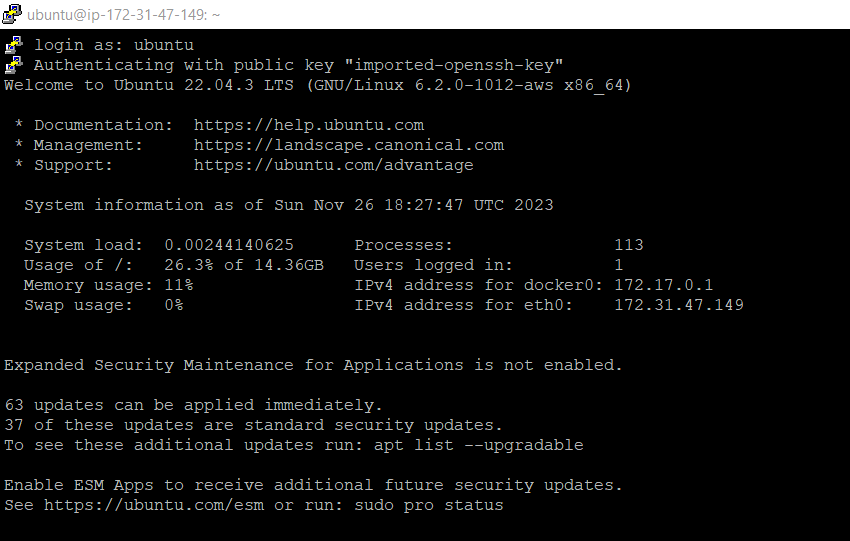 ubuntu@ip-172-31-47-149: ~
login as: ubuntu
Authenticating with public key "imported-openssh-key"
Welcome to Ubuntu 22.04.3 LTS (GNU/Linux 6.2.0-1012-aws x86_64)
* Documentation:  https://help.ubuntu.com
* Management:     https://landscape.canonical.com
* Support:        https://ubuntu.com/advantage
System information as of Sun Nov 26 18:27:47 UTC 2023
System load:  0.00244140625      Processes:                113
Usage of /:   26.3% of 14.36GB   Users logged in:          1
Memory usage: 11%                IPv4 address for docker0: 172.17.0.1
Swap usage:   0%                 IPv4 address for eth0:    172.31.47.149
Expanded Security Maintenance for Applications is not enabled.
63 updates can be applied immediately.
37 of these updates are standard security updates.
To see these additional updates run: apt list --upgradable
Enable ESM Apps to receive additional future security updates.
See https://ubuntu.com/esm or run: sudo pro status